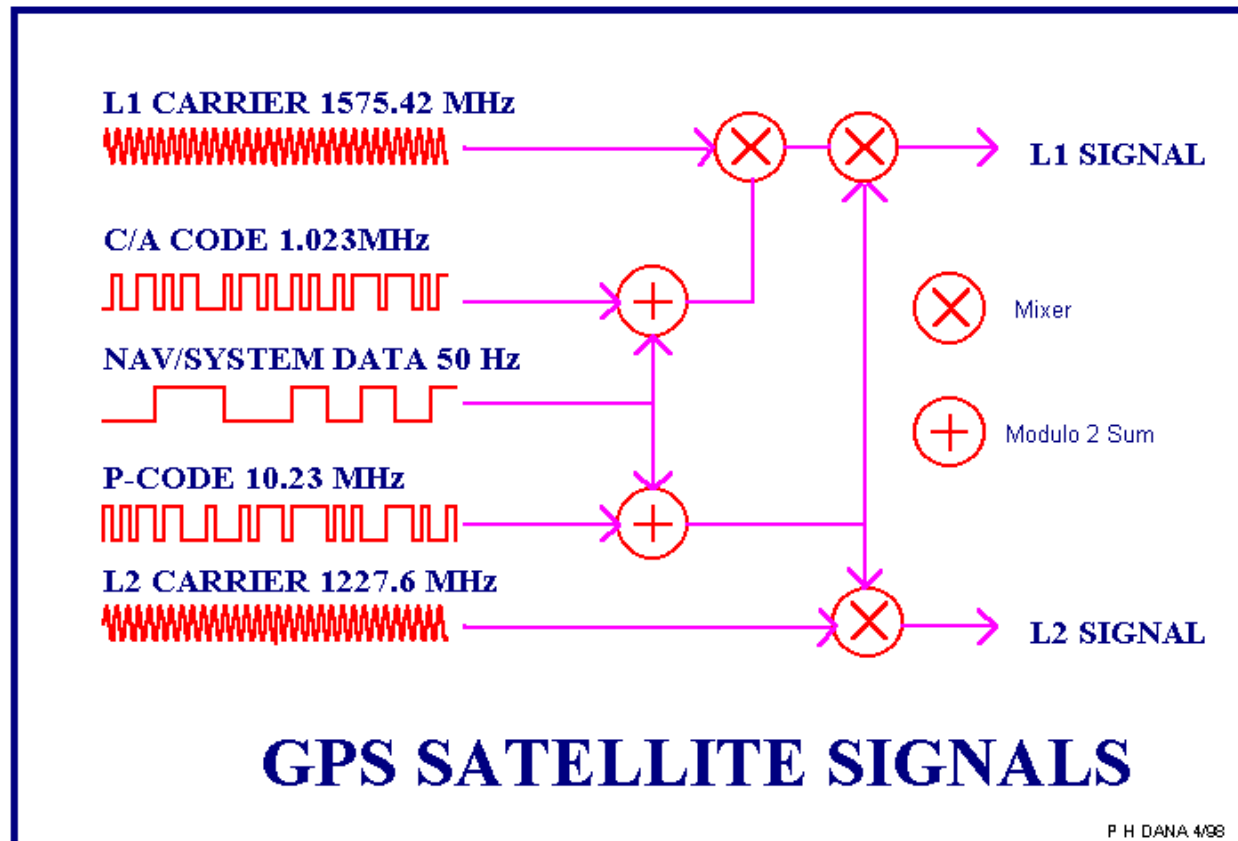 L1 CARRIER 1575.42 MHz
L1 SIGNAL
C/A CODE 1.023MHz
Mixer
NAV/SYSTEM DATA 50 Hz
Modulo 2 Sum
P-CODE 10.23 MHz
L2 CARRIER 1227.6 MHz
L2 SIGNAL
GPS SATELLITE SIGNALS
P H DANA 4/98